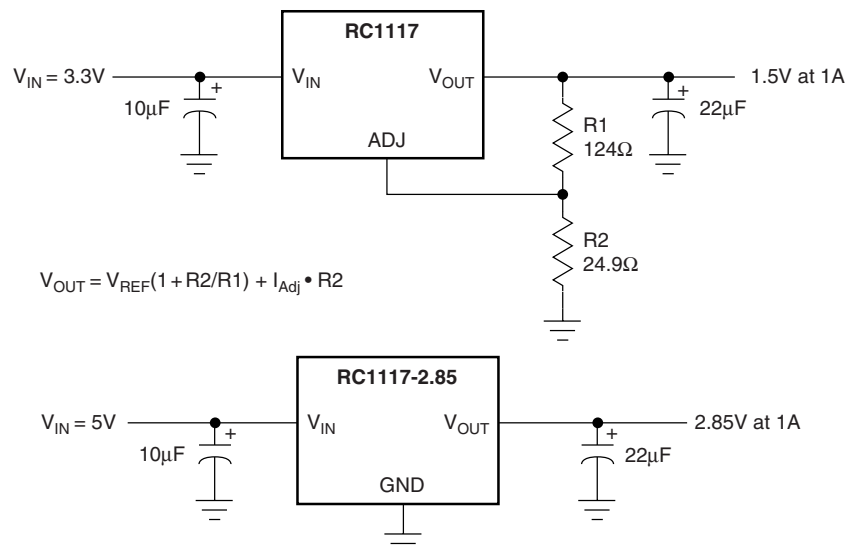 RC1117
V_IN = 3.3V
V_IN
V_OUT
1.5V at 1A
10µF
+
ADJ
R1
124Ω
+
22µF
R2
24.9Ω
V_OUT = V_REF(1 + R2/R1) + I_Adj • R2
RC1117-2.85
V_IN = 5V
V_IN
V_OUT
2.85V at 1A
10µF
+
GND
+
22µF